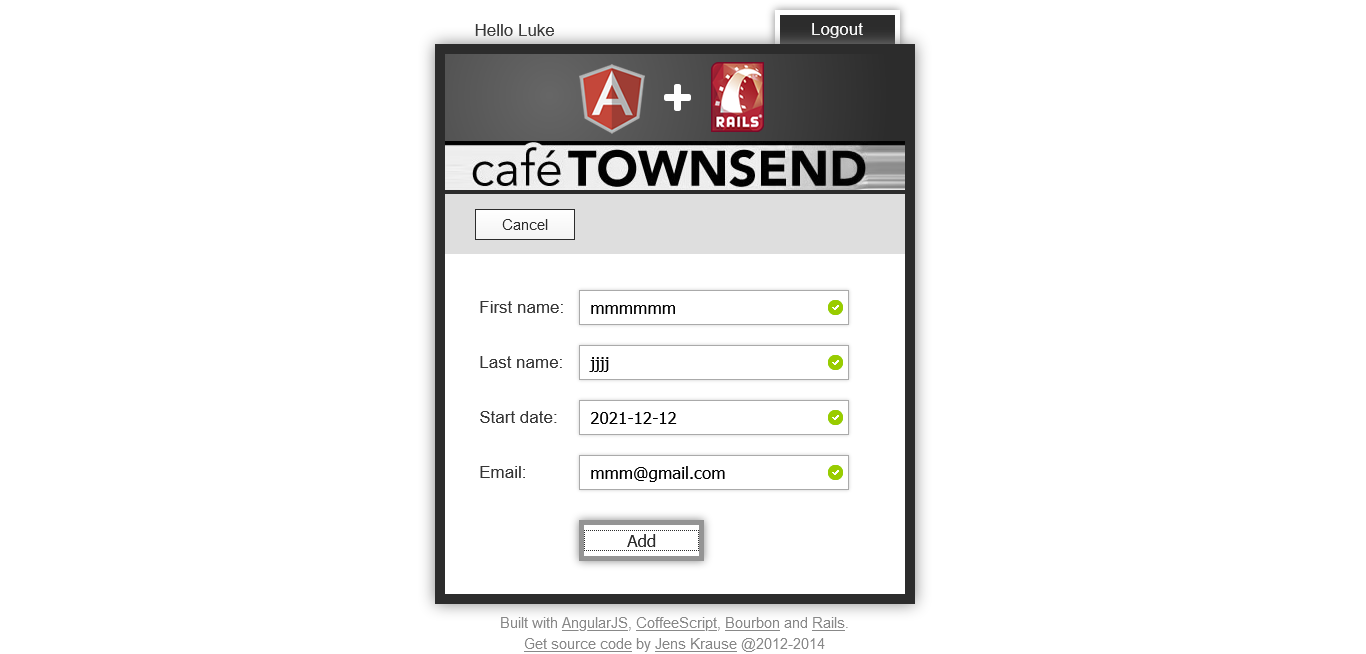 Hello Luke
Logout
RAILS
café TOWNSEND
Cancel
First name: mmmmmm
Last name: jjjj
Start date: 2021-12-12
Email: mmm@gmail.com
Add
Built with AngularJS, CoffeeScript, Bourbon and Rails.
Get source code by Jens Krause @2012-2014